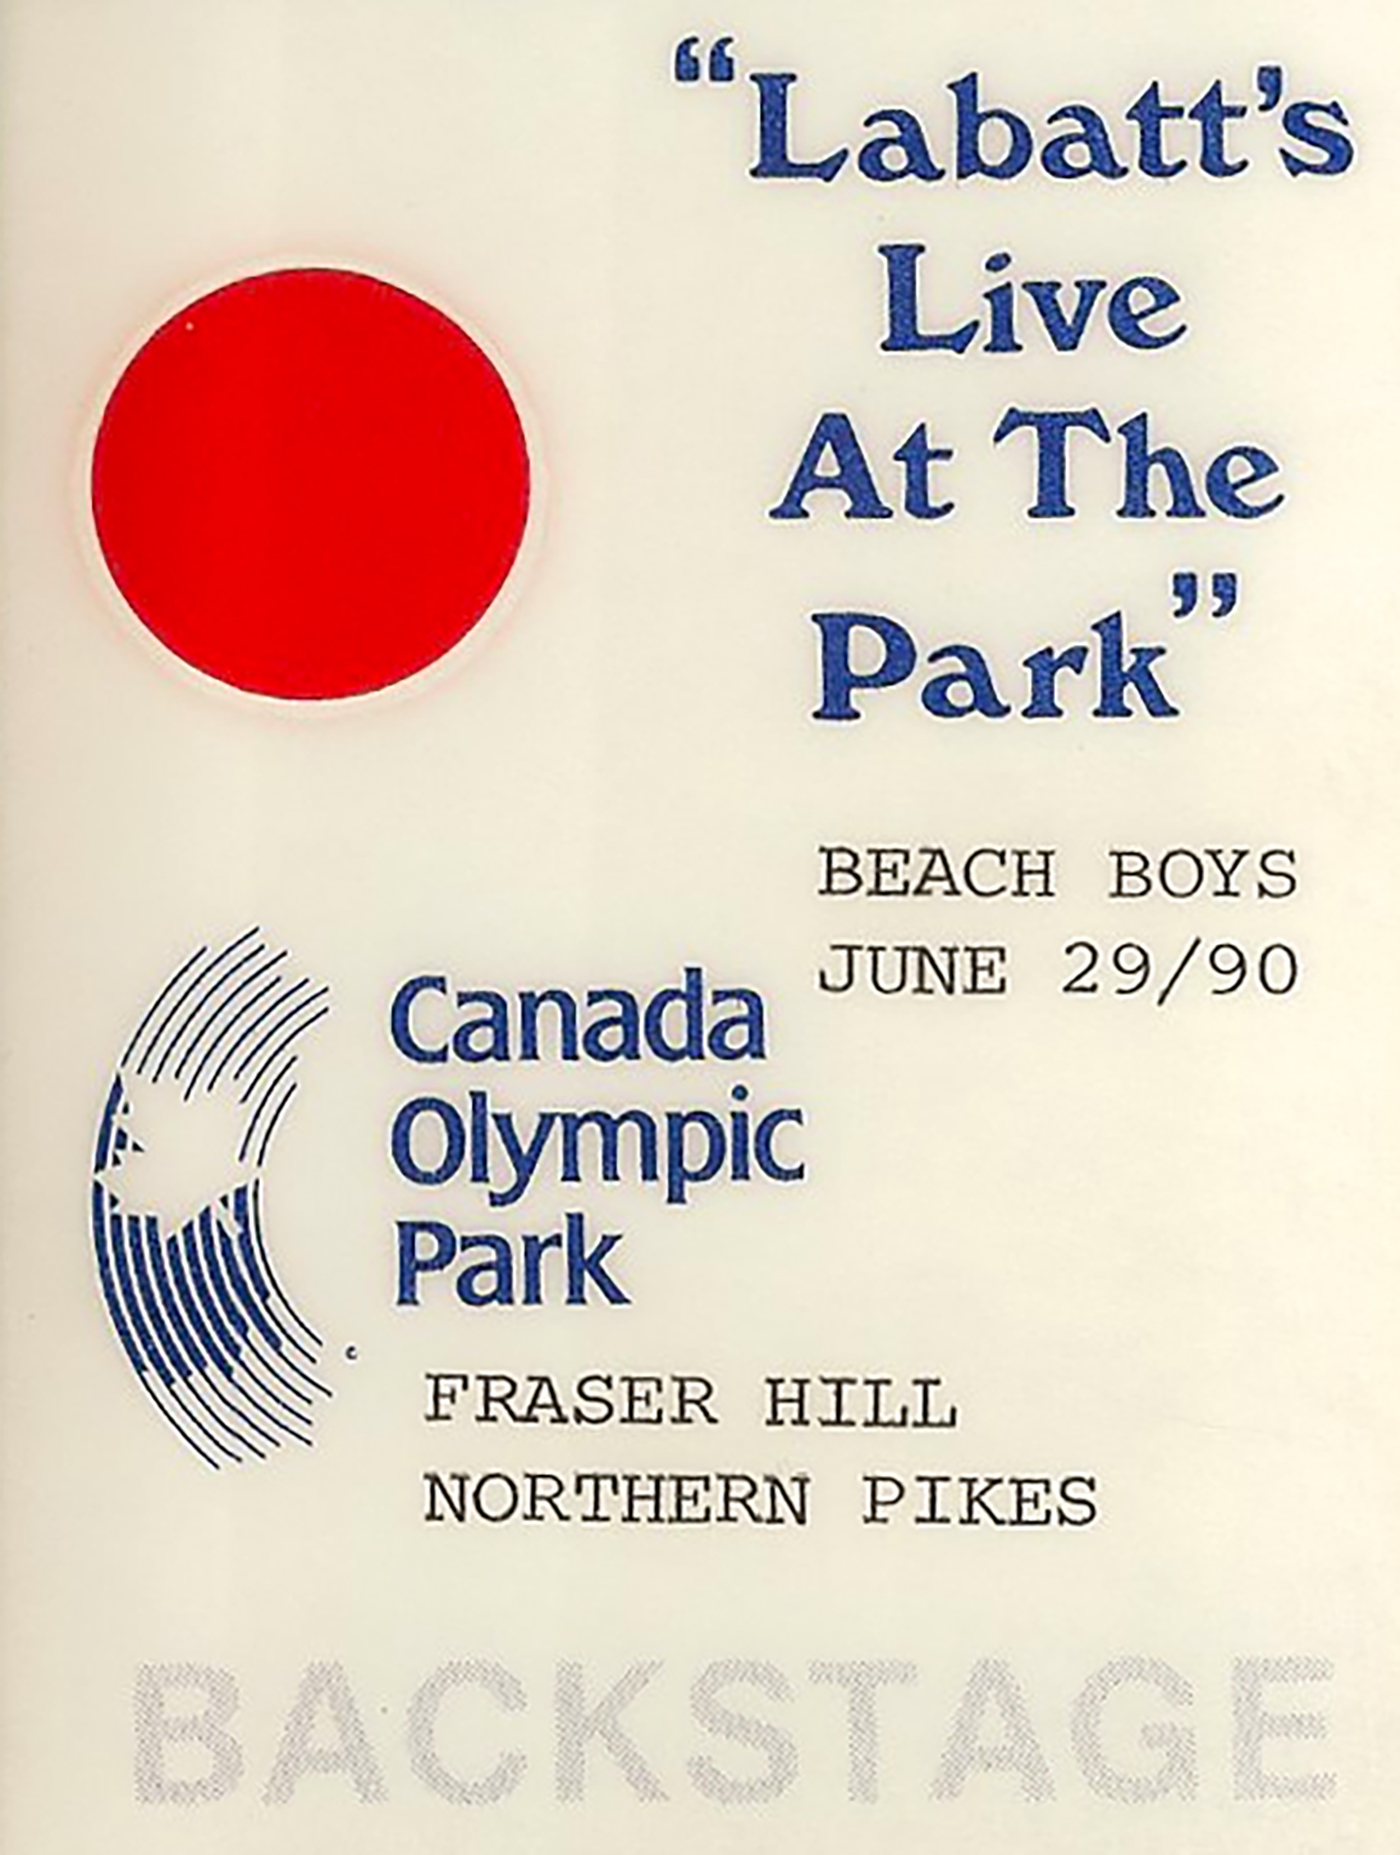 “Labatt’s
Live
At The
Park”
BEACH BOYS
JUNE 29/90
Canada
Olympic
Park
c
FRASER HILL
NORTHERN PIKES
BACKSTAGE